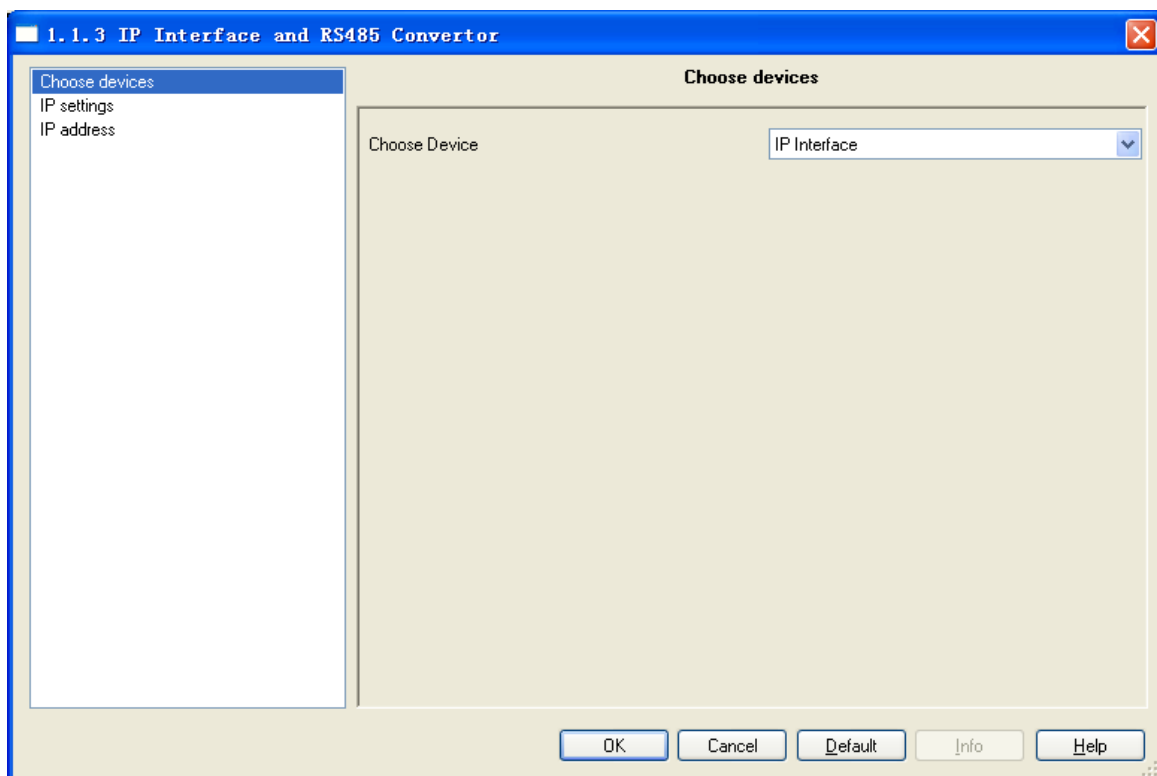 1.1.3 IP Interface and RS485 Convertor
Choose devices
IP settings
IP address
Choose devices
Choose Device
IP Interface
OK
Cancel
Default
Info
Help